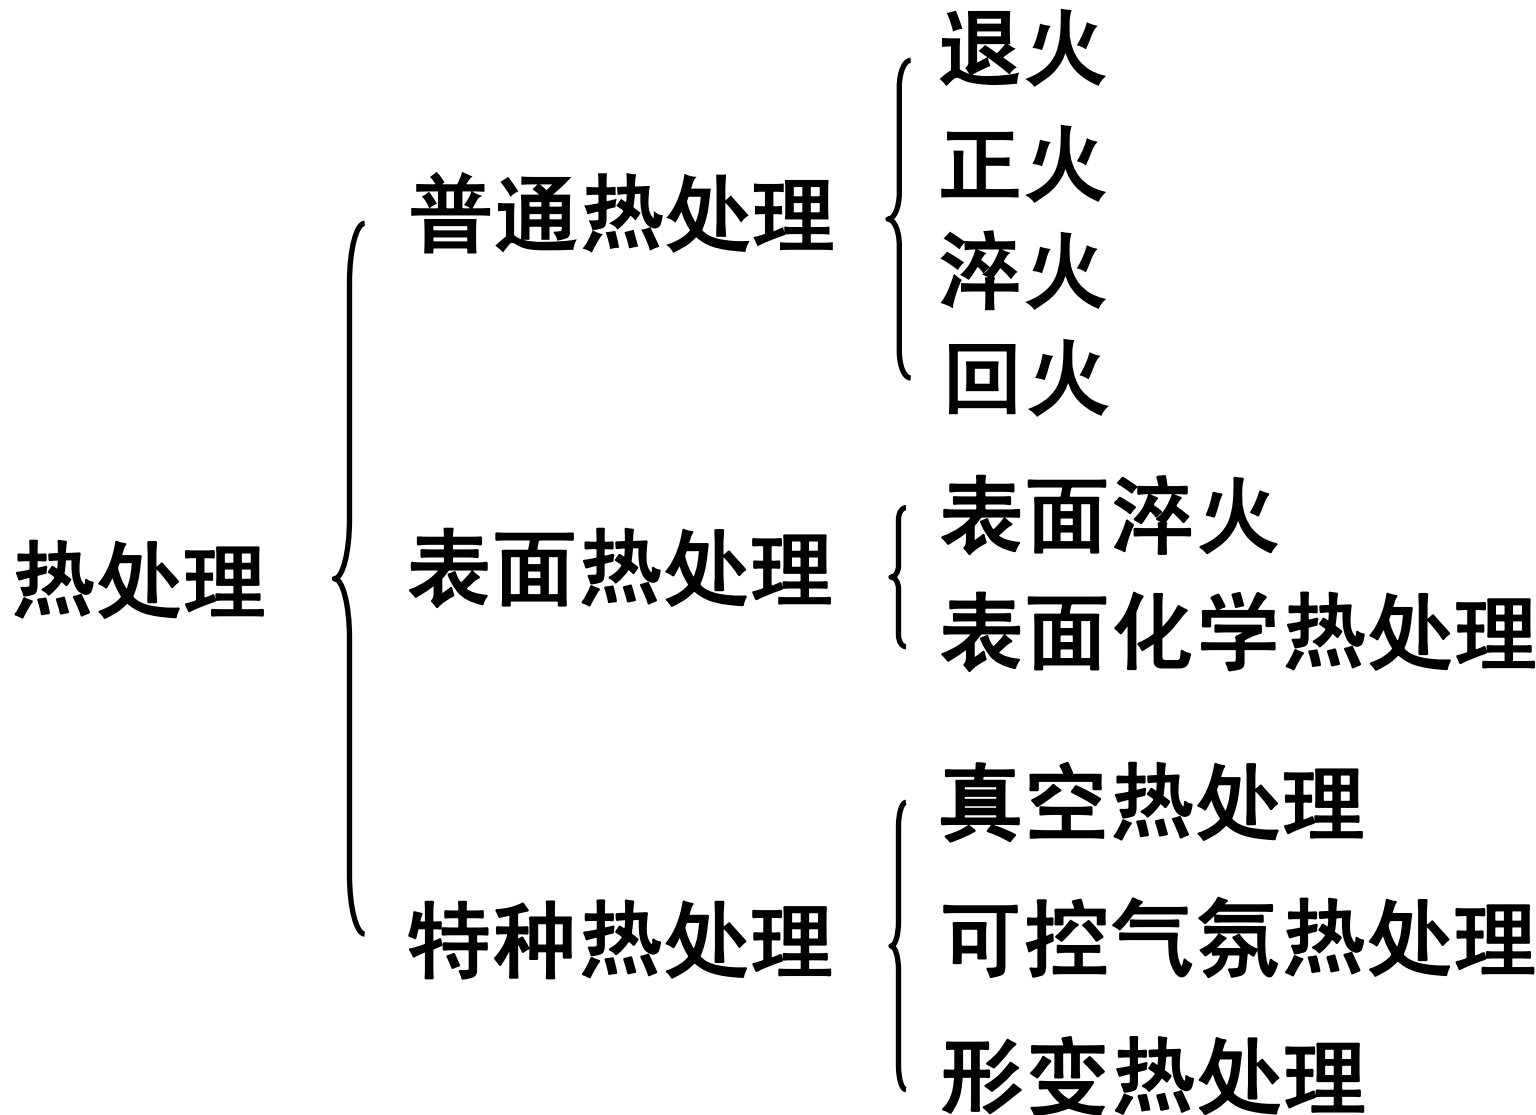 热处理
普通热处理
退火
正火
淬火
回火
表面热处理
表面淬火
表面化学热处理
特种热处理
真空热处理
可控气氛热处理
形变热处理